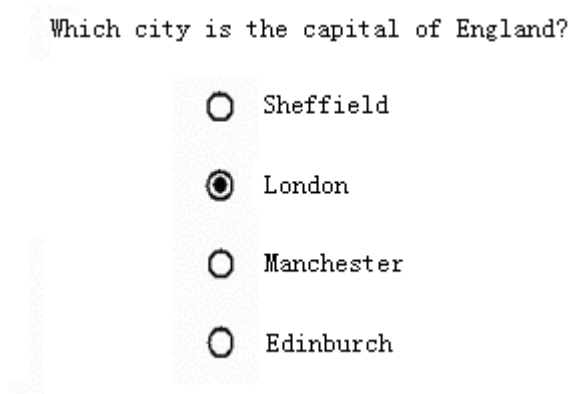 Which city is the capital of England?
Sheffield
London
Manchester
Edinburch